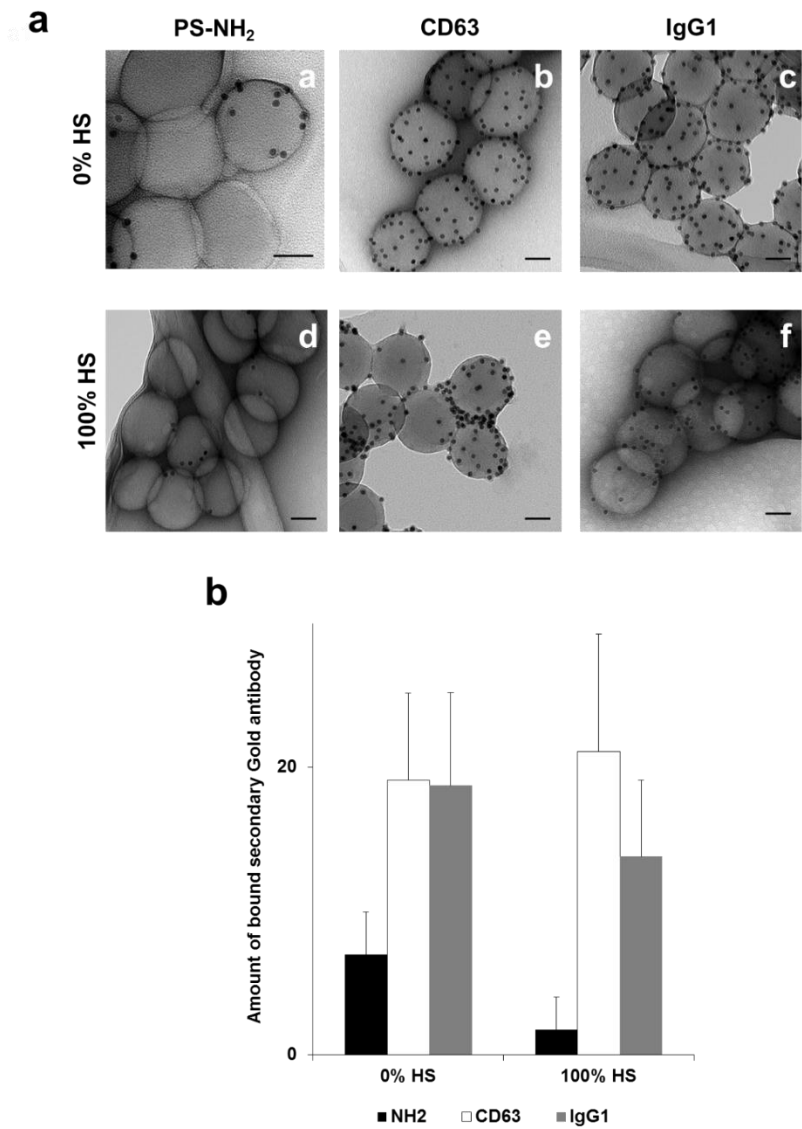 a
PS-NH₂ CD63 IgG1
0% HS
a b c
100% HS
d e f
b
Amount of bound secondary Gold antibody
20
0
0% HS 100% HS
NH2 CD63 IgG1